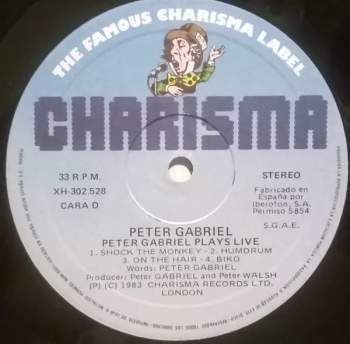 THE FAMOUS CHARISMA LABEL
CHARISMA
33 R.P.M.
XH-302.528
CARA D
STEREO
Fabricado en
España por
Iberofón, S.A.
Permiso 5854
S.G.A.E.
PETER GABRIEL
PETER GABRIEL PLAYS LIVE
1. SHOCK THE MONKEY - 2. HUMDRUM
3. ON THE HAIR - 4. BIKO
Words: PETER GABRIEL
Producer: PETER GABRIEL and Peter WALSH
(P) (C) 1983 CHARISMA RECORDS LTD.
LONDON